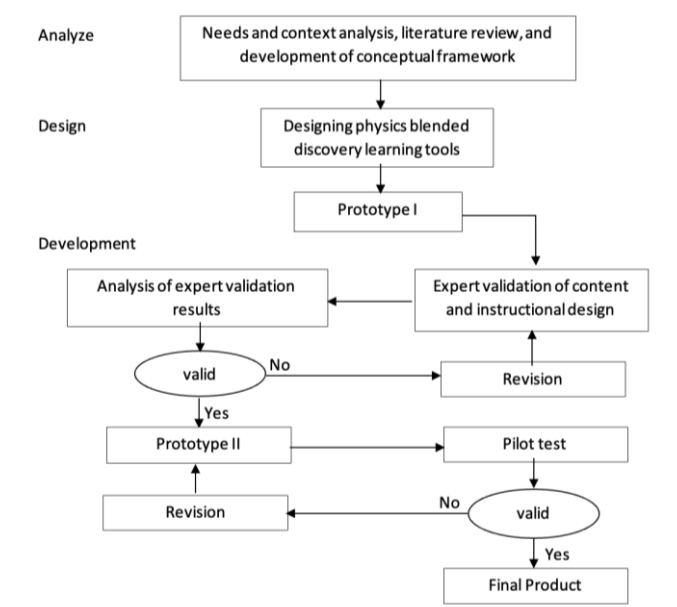 Analyze
Needs and context analysis, literature review, and
development of conceptual framework
Design
Designing physics blended
discovery learning tools
Prototype I
Development
Analysis of expert validation
results
Expert validation of content
and instructional design
valid
No
Revision
Yes
Prototype II
Pilot test
Revision
No
valid
Yes
Final Product